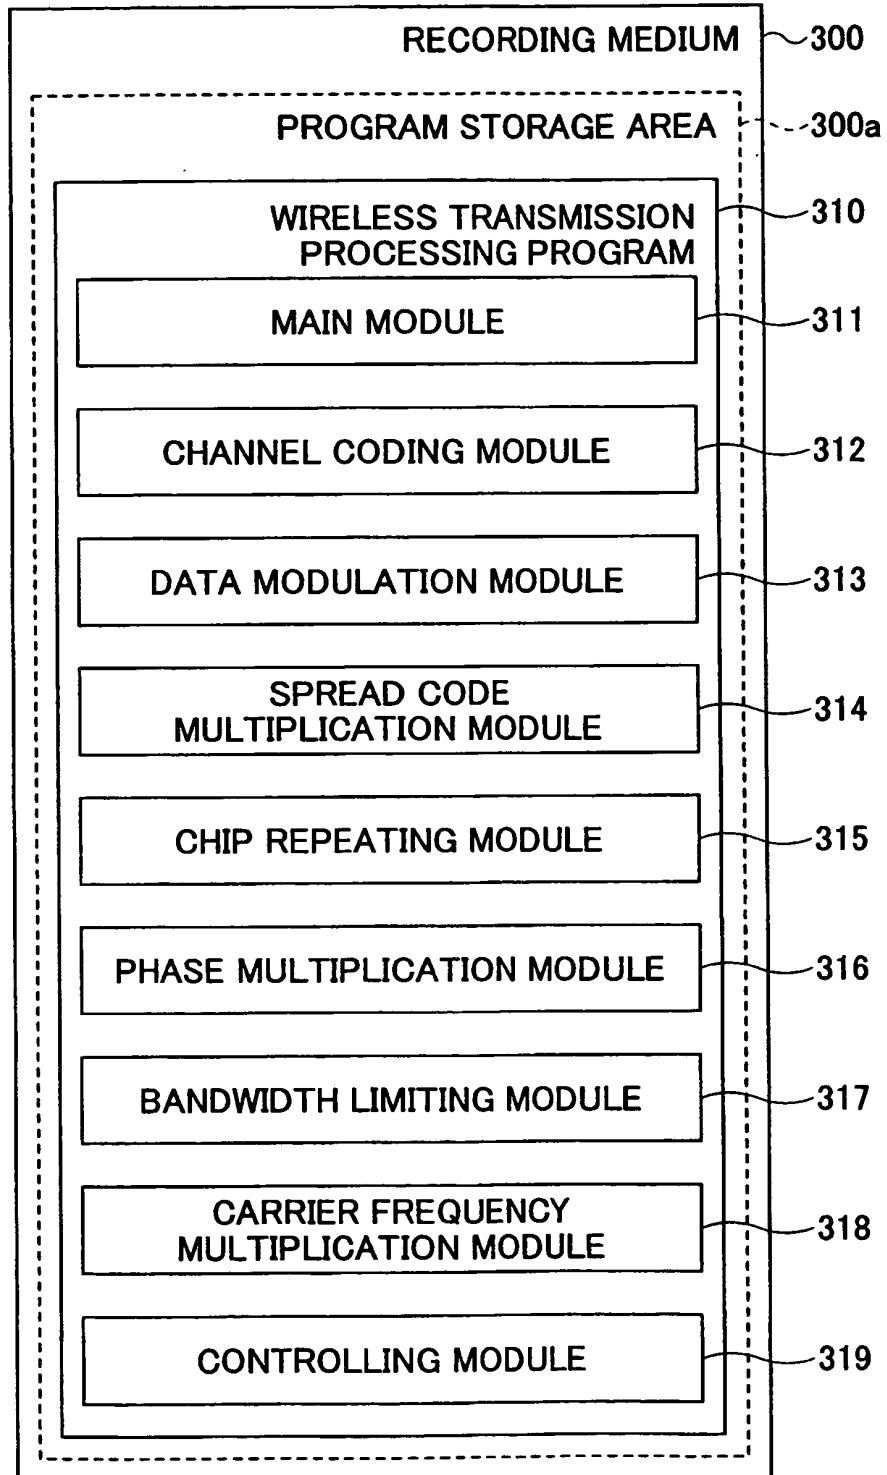 RECORDING MEDIUM 300
PROGRAM STORAGE AREA 300a
WIRELESS TRANSMISSION 310
PROCESSING PROGRAM
MAIN MODULE 311
CHANNEL CODING MODULE 312
DATA MODULATION MODULE 313
SPREAD CODE
MULTIPLICATION MODULE 314
CHIP REPEATING MODULE 315
PHASE MULTIPLICATION MODULE 316
BANDWIDTH LIMITING MODULE 317
CARRIER FREQUENCY
MULTIPLICATION MODULE 318
CONTROLLING MODULE 319